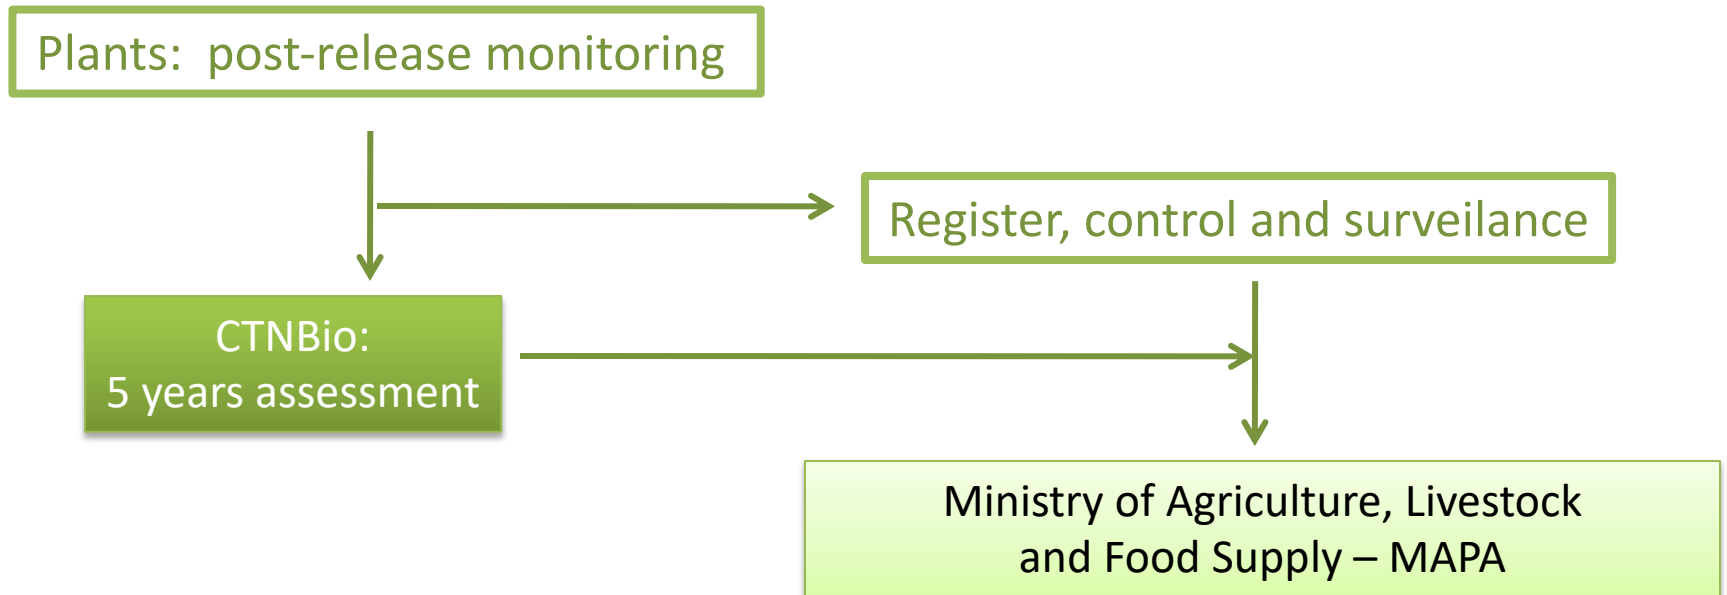 Plants: post-release monitoring
Register, control and surveilance
CTNBio:
5 years assessment
Ministry of Agriculture, Livestock
and Food Supply – MAPA